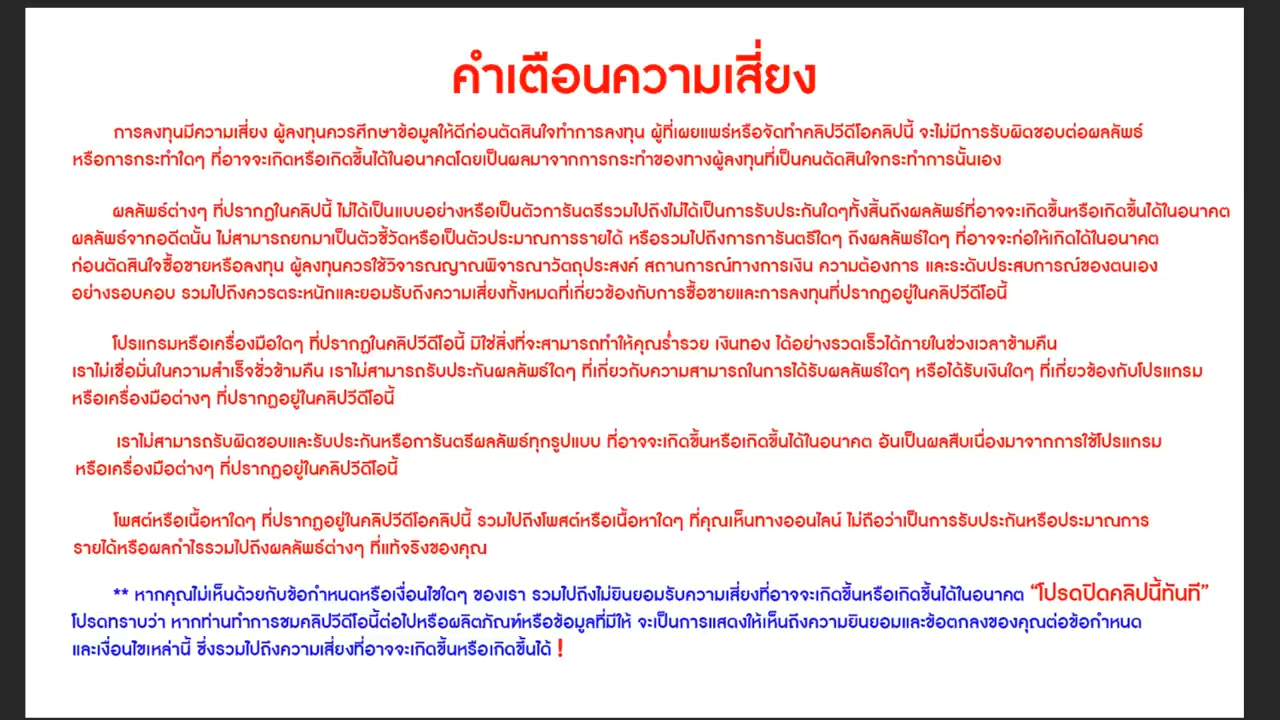 คำเตือนความเสี่ยง
การลงทุนมีความเสี่ยง ผู้ลงทุนควรศึกษาข้อมูลให้ดีก่อนตัดสินใจทำการลงทุน ผู้ที่เผยแพร่หรือจัดทำคลิปวีดีโอคลิปนี้ จะไม่มีการรับผิดชอบต่อผลลัพธ์
หรือการกระทำใดๆ ที่อาจจะเกิดหรือเกิดขึ้นได้ในอนาคตโดยเป็นผลมาจากการกระทำของทางผู้ลงทุนที่เป็นคนตัดสินใจกระทำการนั้นเอง
ผลลัพธ์ต่างๆ ที่ปรากฏในคลิปนี้ ไม่ได้เป็นแบบอย่างหรือเป็นตัวการันตรีรวมไปถึงไม่ได้เป็นการรับประกันใดๆทั้งสิ้นถึงผลลัพธ์ที่อาจจะเกิดขึ้นหรือเกิดขึ้นได้ในอนาคต
ผลลัพธ์จากอดีตนั้น ไม่สามารถยกมาเป็นตัวชี้วัดหรือเป็นตัวประมาณการรายได้ หรือรวมไปถึงการการันตรีใดๆ ถึงผลลัพธ์ใดๆ ที่อาจจะก่อให้เกิดได้ในอนาคต
ก่อนตัดสินใจซื้อขายหรือลงทุน ผู้ลงทุนควรใช้วิจารณญาณพิจารณาวัตถุประสงค์ สถานการณ์ทางการเงิน ความต้องการ และระดับประสบการณ์ของตนเอง
อย่างรอบคอบ รวมไปถึงควรตระหนักและยอมรับถึงความเสี่ยงทั้งหมดที่เกี่ยวข้องกับการซื้อขายและการลงทุนที่ปรากฏอยู่ในคลิปวีดีโอนี้
โปรแกรมหรือเครื่องมือใดๆ ที่ปรากฏในคลิปวีดีโอนี้ มิใช่สิ่งที่จะสามารถทำให้คุณร่ำรวย เงินทอง ได้อย่างรวดเร็วได้ภายในช่วงเวลาข้ามคืน
เราไม่เชื่อมั่นในความสำเร็จชั่วข้ามคืน เราไม่สามารถรับประกันผลลัพธ์ใดๆ ที่เกี่ยวกับความสามารถในการได้รับผลลัพธ์ใดๆ หรือได้รับเงินใดๆ ที่เกี่ยวข้องกับโปรแกรม
หรือเครื่องมือต่างๆ ที่ปรากฏอยู่ในคลิปวีดีโอนี้
เราไม่สามารถรับผิดชอบและรับประกันหรือการันตรีผลลัพธ์ทุกรูปแบบ ที่อาจจะเกิดขึ้นหรือเกิดขึ้นได้ในอนาคต อันเป็นผลสืบเนื่องมาจากการใช้โปรแกรม
หรือเครื่องมือต่างๆ ที่ปรากฏอยู่ในคลิปวีดีโอนี้
โพสต์หรือเนื้อหาใดๆ ที่ปรากฏอยู่ในคลิปวีดีโอคลิปนี้ รวมไปถึงโพสต์หรือเนื้อหาใดๆ ที่คุณเห็นทางออนไลน์ ไม่ถือว่าเป็นการรับประกันหรือประมาณการ
รายได้หรือผลกำไรรวมไปถึงผลลัพธ์ต่างๆ ที่แท้จริงของคุณ
** หากคุณไม่เห็นด้วยกับข้อกำหนดหรือเงื่อนไขใดๆ ของเรา รวมไปถึงไม่ยินยอมรับความเสี่ยงที่อาจจะเกิดขึ้นหรือเกิดขึ้นได้ในอนาคต “โปรดปิดคลิปนี้ทันที”
โปรดทราบว่า หากท่านทำการชมคลิปวีดีโอนี้ต่อไปหรือผลิตภัณฑ์หรือข้อมูลที่มีให้ จะเป็นการแสดงให้เห็นถึงความยินยอมและข้อตกลงของคุณต่อข้อกำหนด
และเงื่อนไขเหล่านี้ ซึ่งรวมไปถึงความเสี่ยงที่อาจจะเกิดขึ้นหรือเกิดขึ้นได้ !